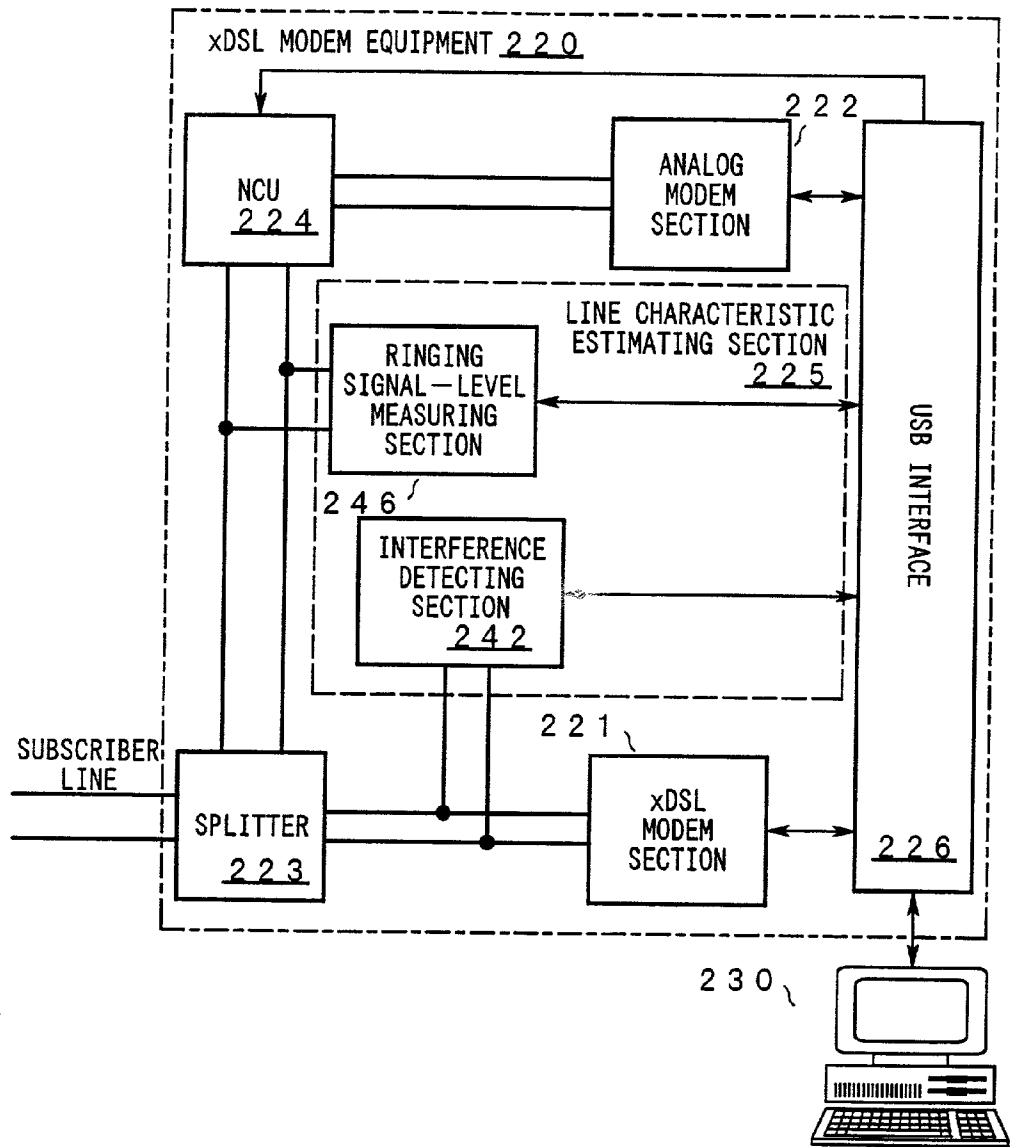 xDSL MODEM EQUIPMENT 220
222
NCU
224
ANALOG
MODEM
SECTION
LINE CHARACTERISTIC
ESTIMATING SECTION
225
RINGING
SIGNAL-LEVEL
MEASURING
SECTION
246
INTERFERENCE
DETECTING
SECTION
242
USB INTERFACE
226
221
SUBSCRIBER
LINE
SPLITTER
223
xDSL
MODEM
SECTION
230